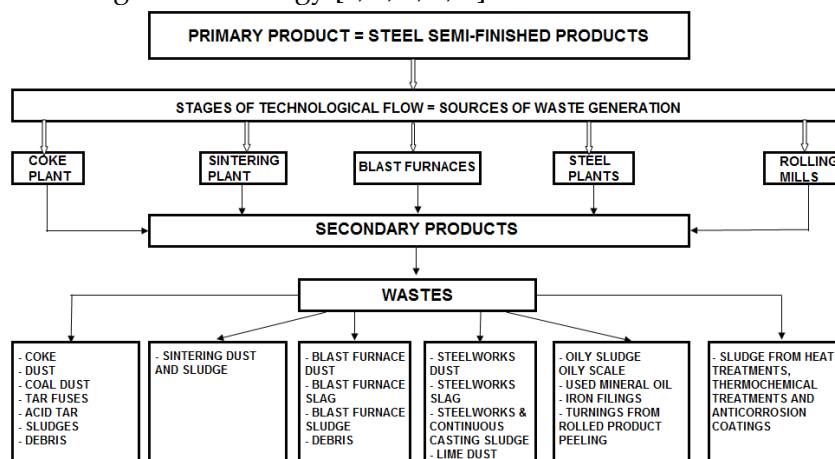 PRIMARY PRODUCT = STEEL SEMI-FINISHED PRODUCTS
STAGES OF TECHNOLOGICAL FLOW = SOURCES OF WASTE GENERATION
COKE
PLANT
SINTERING
PLANT
BLAST FURNACES
STEEL
PLANTS
ROLLING
MILLS
SECONDARY PRODUCTS
WASTES
- COKE
- DUST
- COAL DUST
- TAR FUSES
- ACID TAR
- SLUDGES
- DEBRIS
- SINTERING DUST
AND SLUDGE
- BLAST FURNACE
DUST
- BLAST FURNACE
SLAG
- BLAST FURNACE
SLUDGE
- DEBRIS
- STEELWORKS
DUST
- STEELWORKS
SLAG
- STEELWORKS &
CONTINUOUS
CASTING SLUDGE
- LIME DUST
- OILY SLUDGE
OILY SCALE
- USED MINERAL OIL
- IRON FILINGS
- TURNINGS FROM
ROLLED PRODUCT
PEELING
- SLUDGE FROM HEAT
TREATMENTS,
THERMOCHEMICAL
TREATMENTS AND
ANTICORROSION
COATINGS